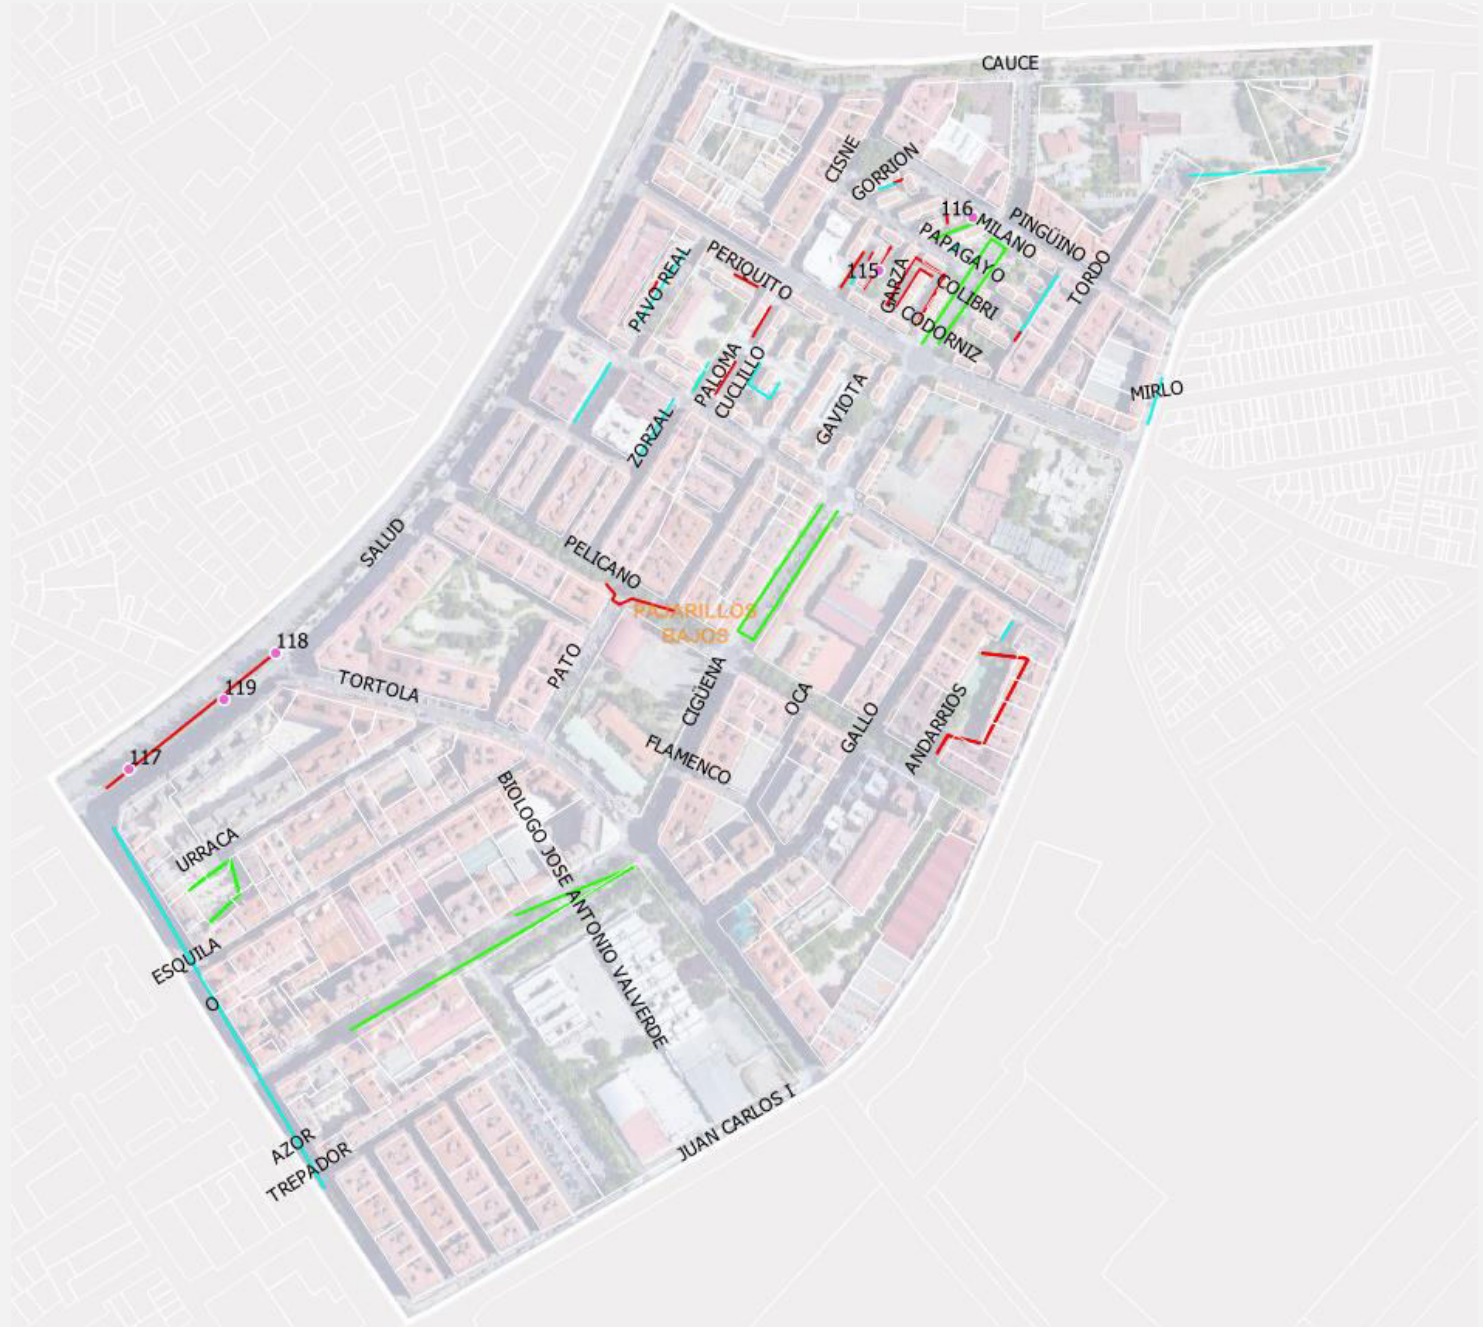 CAUCE
CISNE
GORRION
116
MILANO
PINGÜINO
PAPAGAYO
TORDO
115
GARZA
COLIBRI
CODORNIZ
PAVO REAL
PERIQUITO
PALOMA
CUCLILLO
GAVIOTA
MIRLO
ZORZAL
SALUD
PELICANO
PAJARILLOS
BAJOS
118
119
117
TORTOLA
PATO
CIGÜEÑA
OCA
GALLO
ANDARRIOS
FLAMENCO
BIOLOGO JOSE ANTONIO VALVERDE
URRACA
ESQUILA
O
AZOR
TREPADOR
JUAN CARLOS I